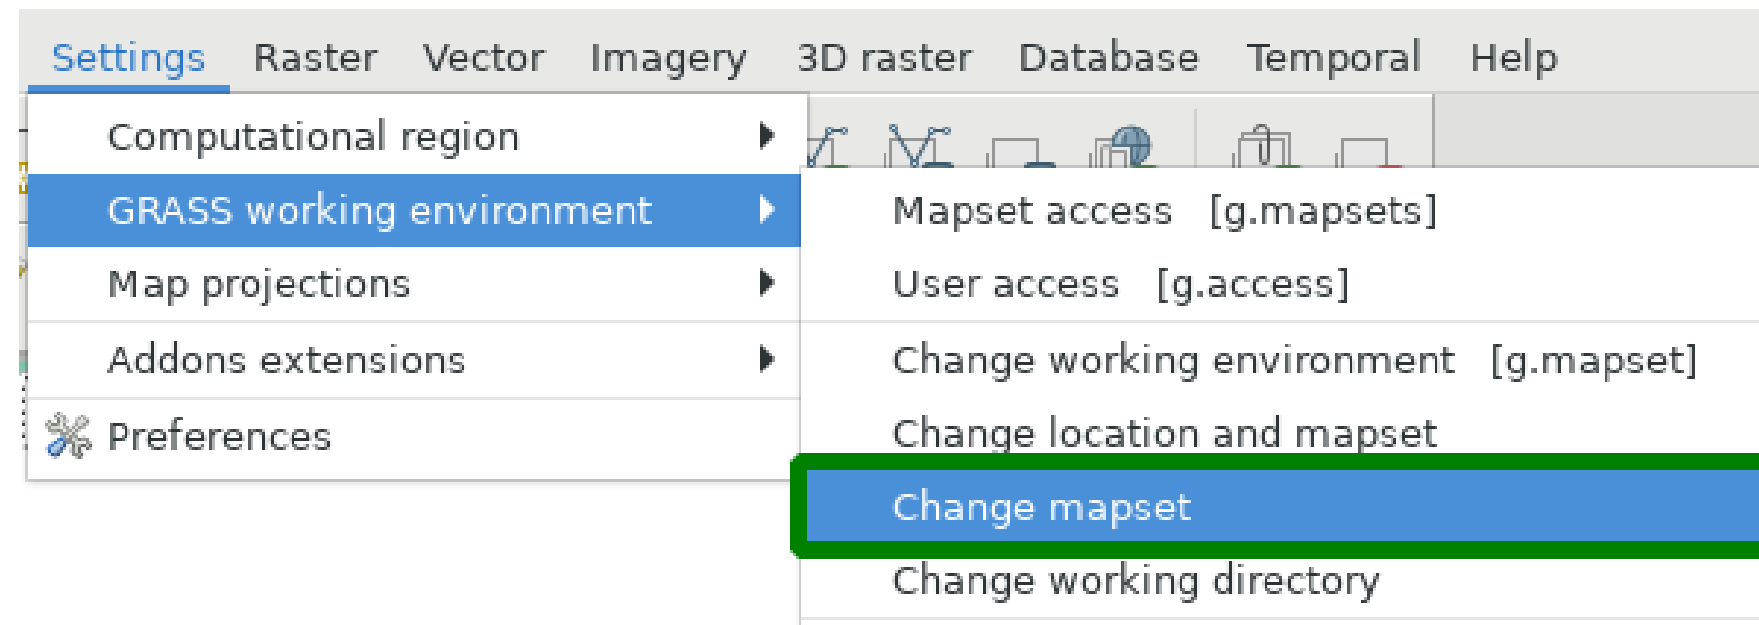 Settings Raster Vector Imagery 3D raster Database Temporal Help
Computational region
GRASS working environment
Map projections
Addons extensions
Preferences
Mapset access [g.mapsets]
User access [g.access]
Change working environment [g.mapset]
Change location and mapset
Change mapset
Change working directory